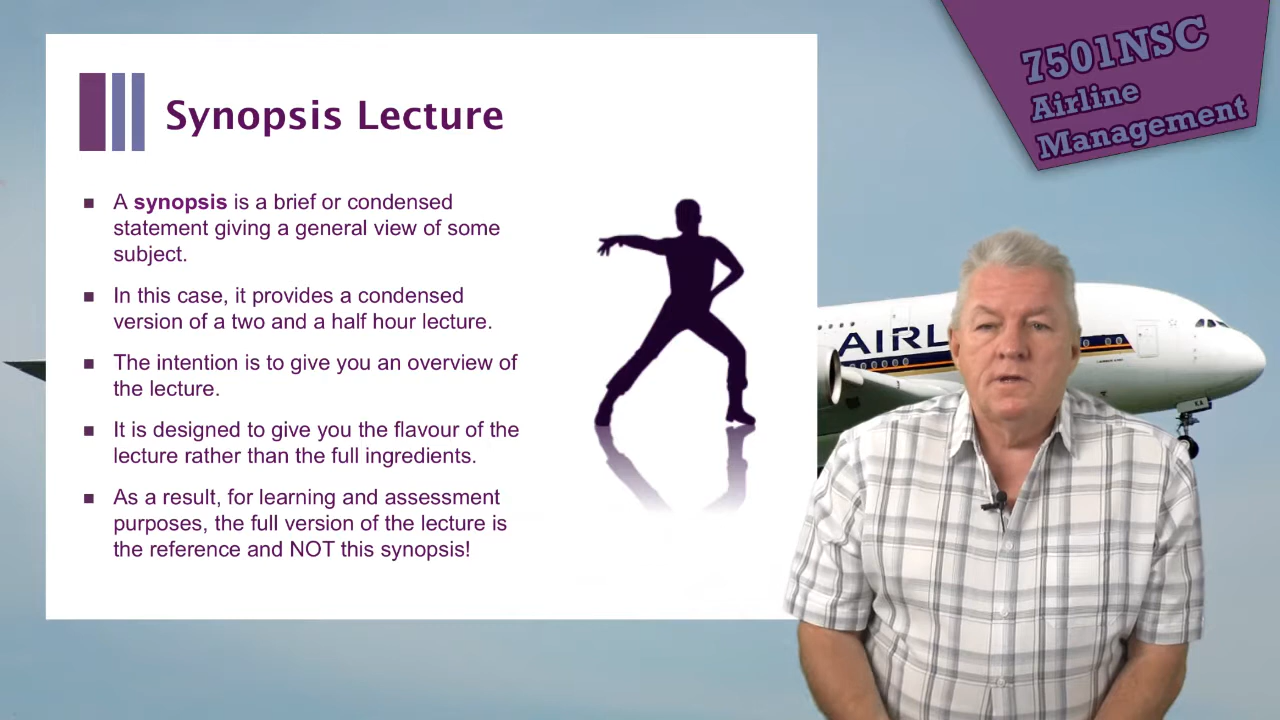 7501NSC
Airline
Management
Synopsis Lecture
A synopsis is a brief or condensed
statement giving a general view of some
subject.
In this case, it provides a condensed
version of a two and a half hour lecture.
The intention is to give you an overview of
the lecture.
It is designed to give you the flavour of the
lecture rather than the full ingredients.
As a result, for learning and assessment
purposes, the full version of the lecture is
the reference and NOT this synopsis!
AIRL